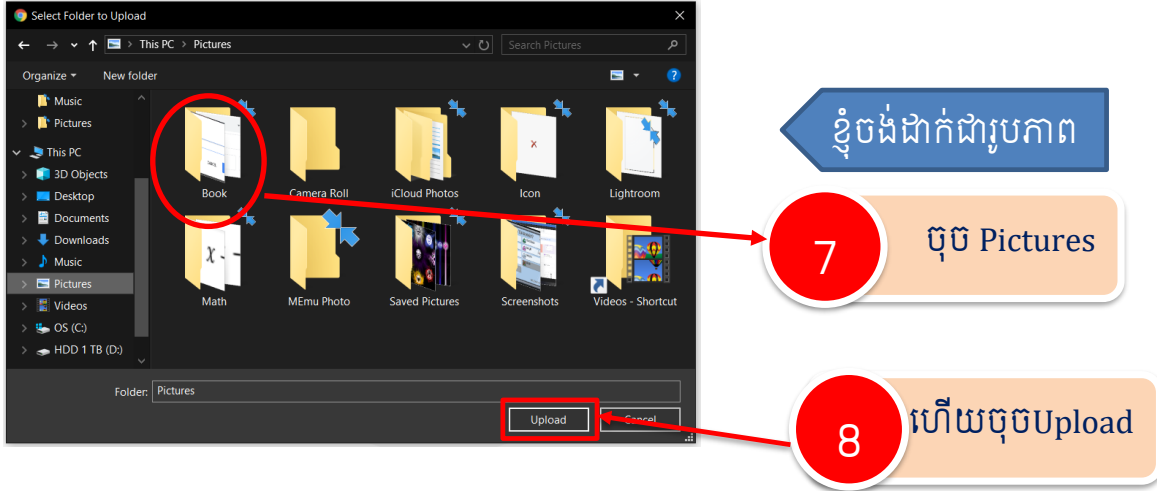 Select Folder to Upload
This PC > Pictures
Search Pictures
Organize
New folder
Music
Pictures
This PC
3D Objects
Desktop
Documents
Downloads
Music
Pictures
Videos
OS (C:)
HDD 1 TB (D:)
Book
Camera Roll
iCloud Photos
Icon
Lightroom
Math
MEmu Photo
Saved Pictures
Screenshots
Videos - Shortcut
Folder: Pictures
Upload
Cancel
ខ្ញុំចង់ដាក់ជារូបភាព
7
ចុច Pictures
8
ហើយចុចUpload